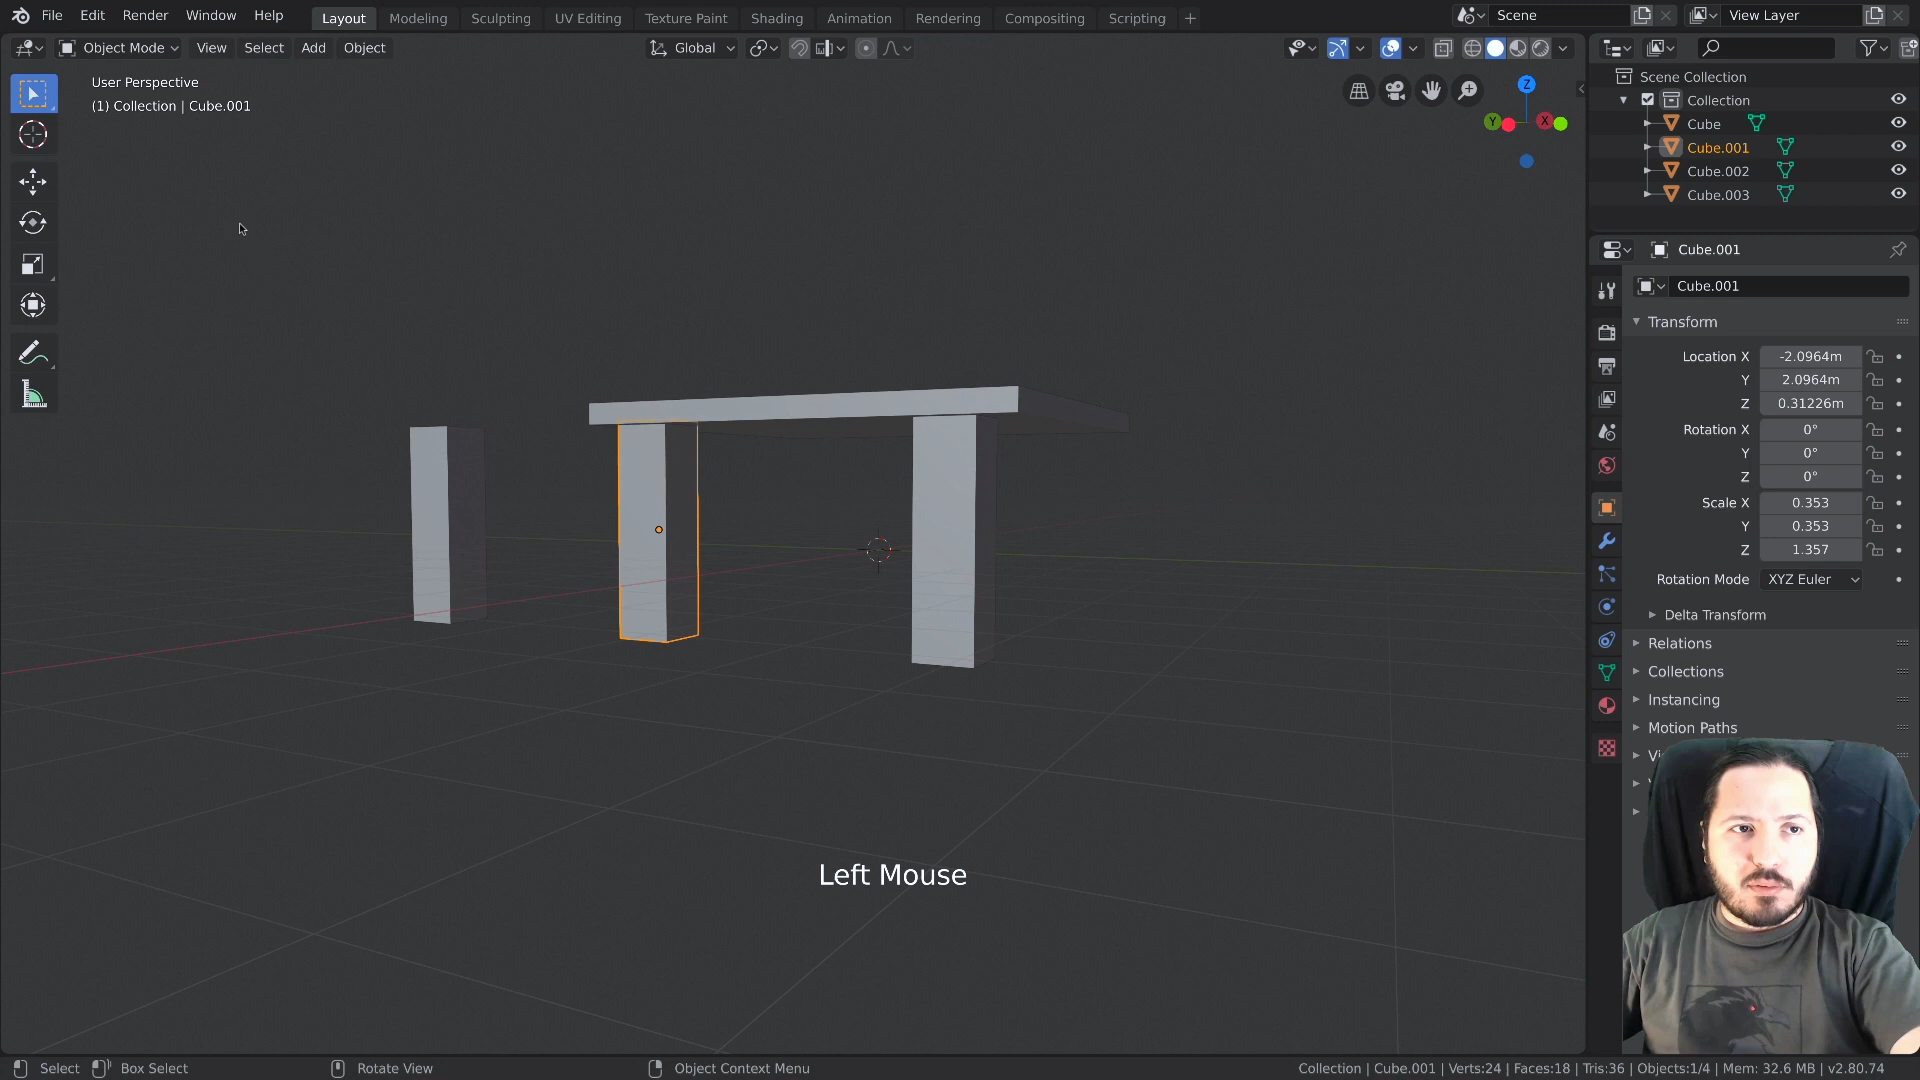 File Edit Render Window Help
Layout Modeling Sculpting UV Editing Texture Paint Shading Animation Rendering Compositing Scripting +
Scene
View Layer
Object Mode View Select Add Object
Global
User Perspective
(1) Collection | Cube.001
Z
Y
X
Scene Collection
Collection
Cube
Cube.001
Cube.002
Cube.003
Cube.001
Cube.001
Transform
Location X -2.0964m
Y 2.0964m
Z 0.31226m
Rotation X 0°
Y 0°
Z 0°
Scale X 0.353
Y 0.353
Z 1.357
Rotation Mode XYZ Euler
Delta Transform
Relations
Collections
Instancing
Motion Paths
Left Mouse
Select Box Select Rotate View Object Context Menu
Collection | Cube.001 | Verts:24 | Faces:18 | Tris:36 | Objects:1/4 | Mem: 32.6 MB | v2.80.74